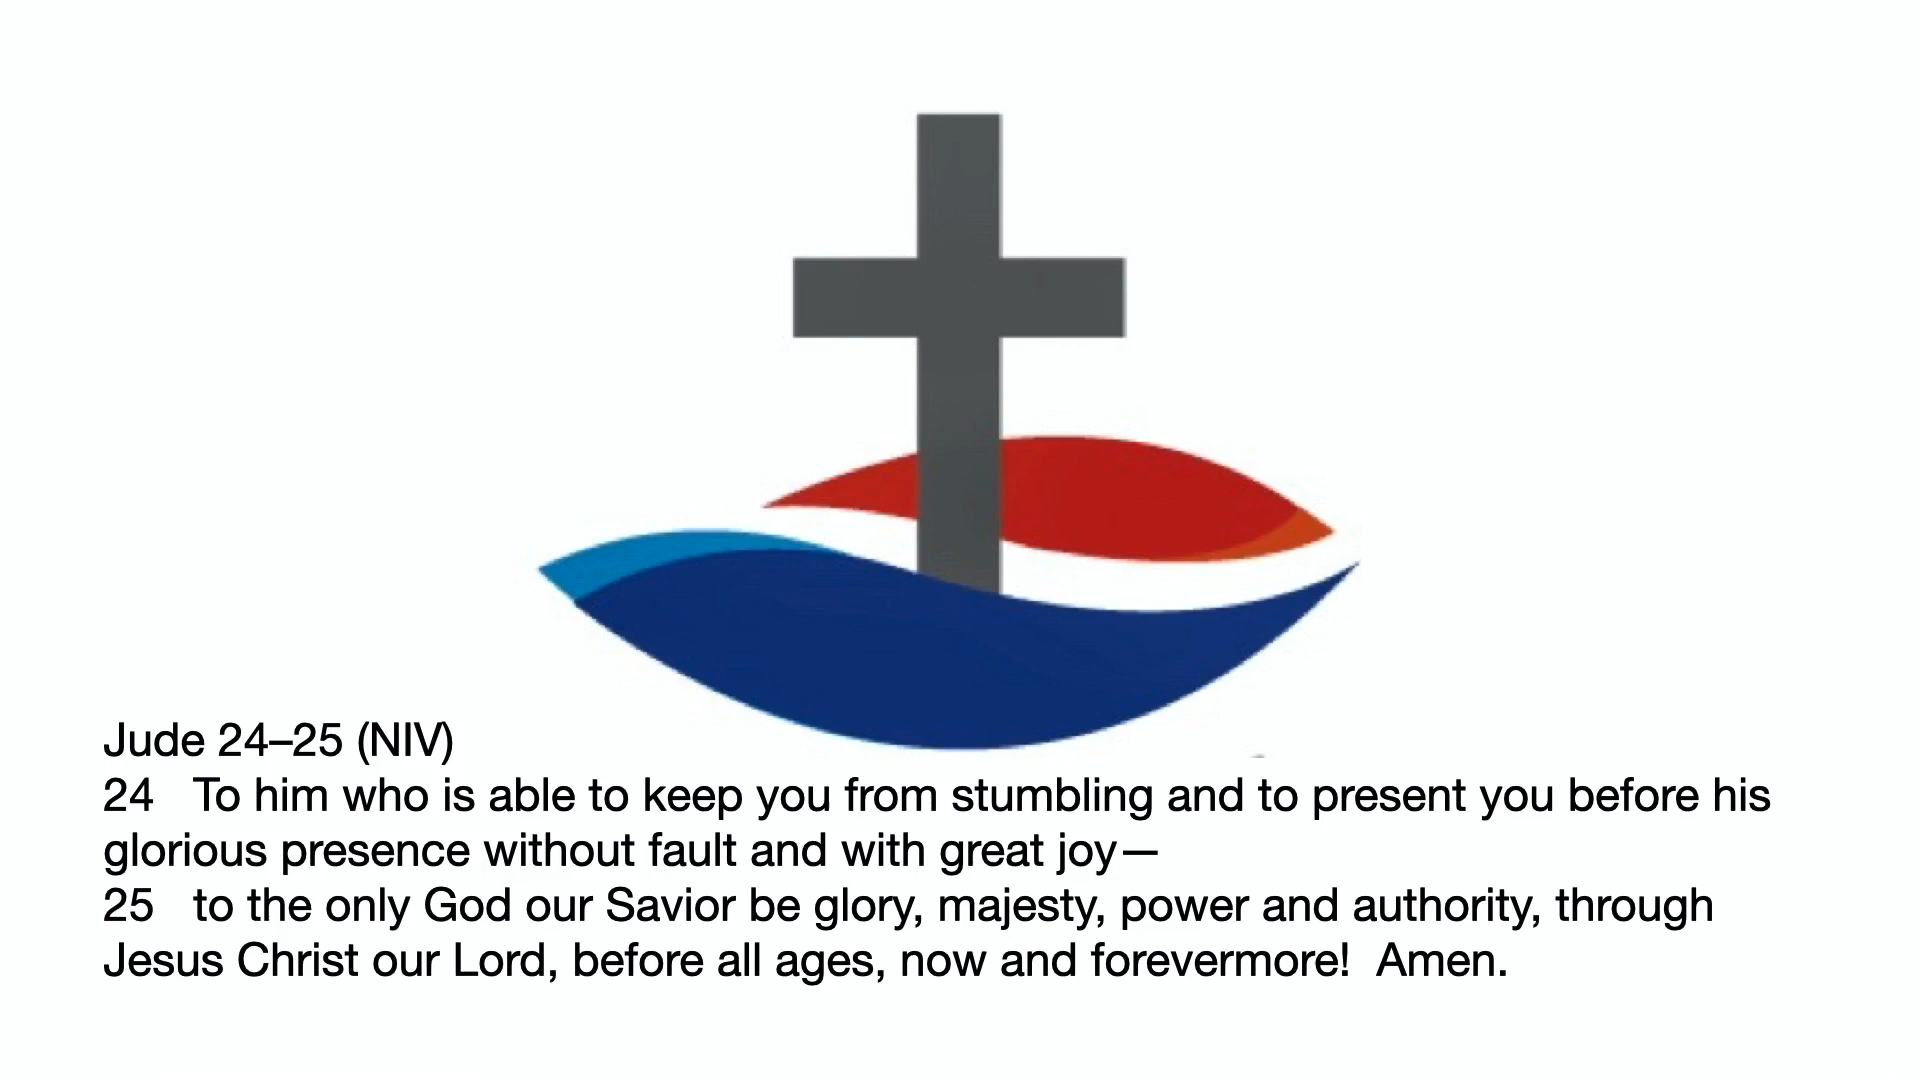 Jude 24–25 (NIV)
24 To him who is able to keep you from stumbling and to present you before his
glorious presence without fault and with great joy—
25 to the only God our Savior be glory, majesty, power and authority, through
Jesus Christ our Lord, before all ages, now and forevermore! Amen.